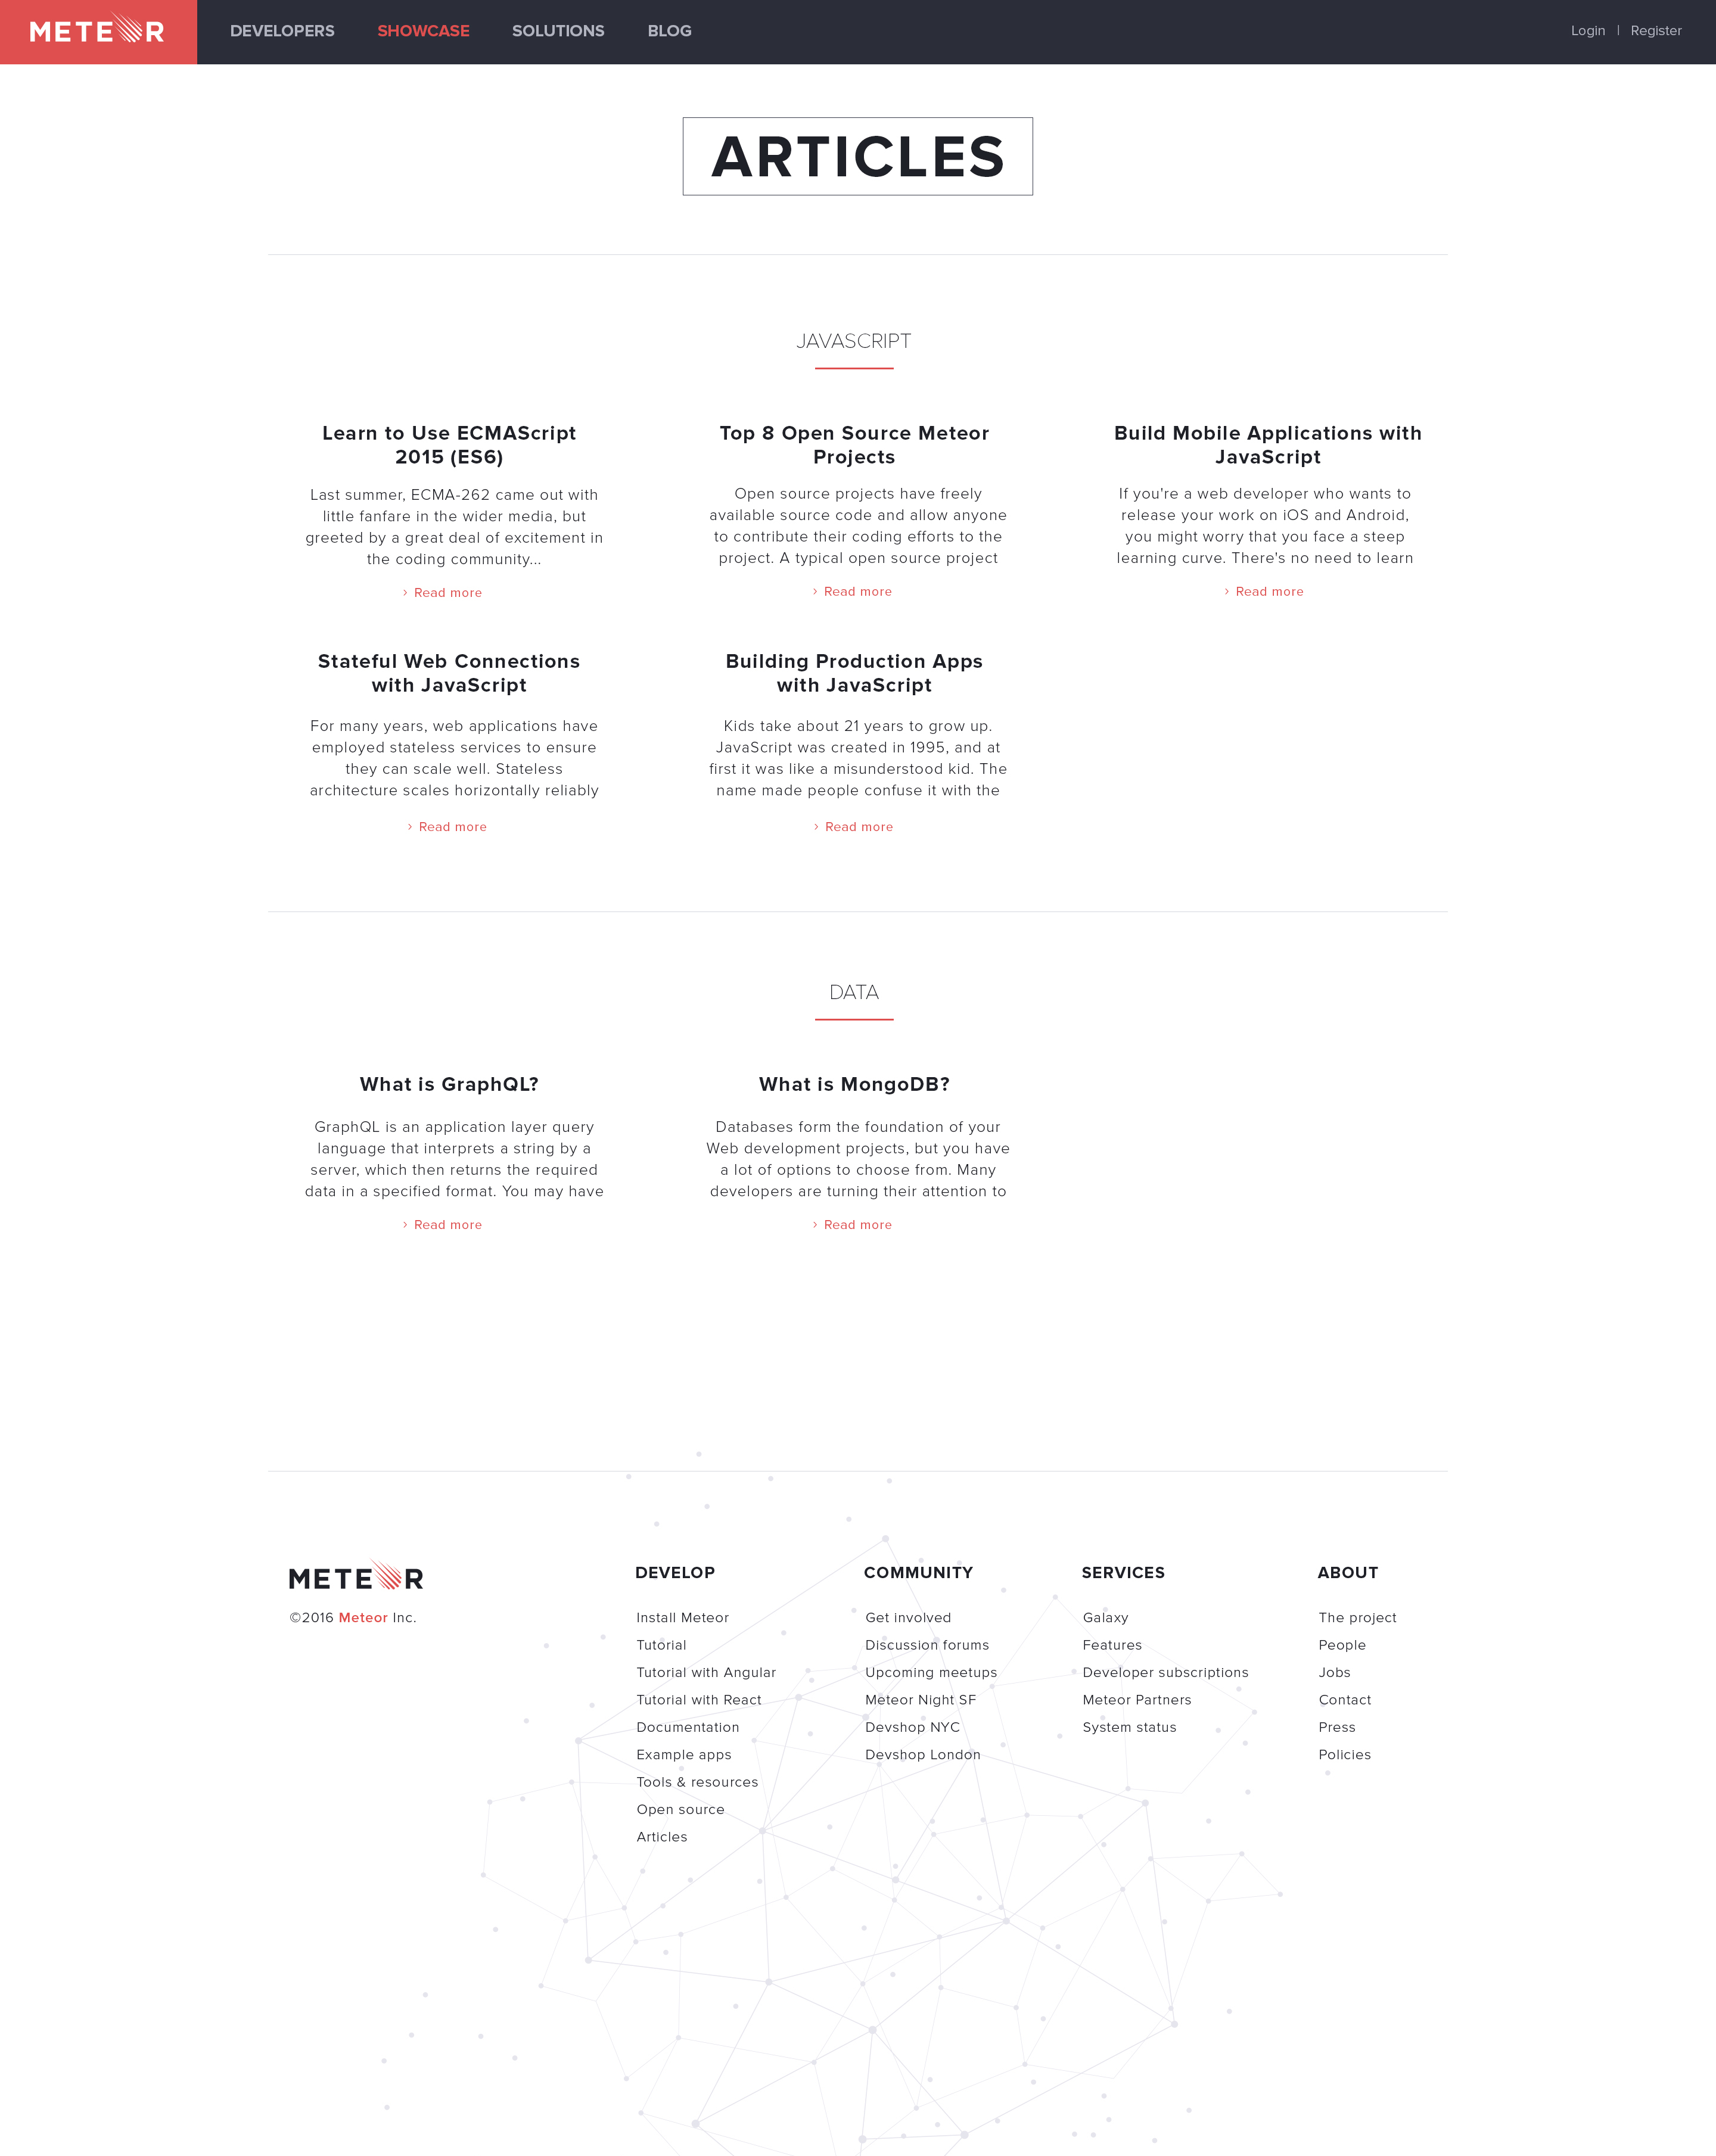 METEOR
DEVELOPERS SHOWCASE SOLUTIONS BLOG
Login | Register
ARTICLES
JAVASCRIPT
Learn to Use ECMAScript
2015 (ES6)
Last summer, ECMA-262 came out with
little fanfare in the wider media, but
greeted by a great deal of excitement in
the coding community...
› Read more
Top 8 Open Source Meteor
Projects
Open source projects have freely
available source code and allow anyone
to contribute their coding efforts to the
project. A typical open source project
› Read more
Build Mobile Applications with
JavaScript
If you're a web developer who wants to
release your work on iOS and Android,
you might worry that you face a steep
learning curve. There's no need to learn
› Read more
Stateful Web Connections
with JavaScript
For many years, web applications have
employed stateless services to ensure
they can scale well. Stateless
architecture scales horizontally reliably
› Read more
Building Production Apps
with JavaScript
Kids take about 21 years to grow up.
JavaScript was created in 1995, and at
first it was like a misunderstood kid. The
name made people confuse it with the
› Read more
DATA
What is GraphQL?
GraphQL is an application layer query
language that interprets a string by a
server, which then returns the required
data in a specified format. You may have
› Read more
What is MongoDB?
Databases form the foundation of your
Web development projects, but you have
a lot of options to choose from. Many
developers are turning their attention to
› Read more
METEOR
©2016 Meteor Inc.
DEVELOP
Install Meteor
Tutorial
Tutorial with Angular
Tutorial with React
Documentation
Example apps
Tools & resources
Open source
Articles
COMMUNITY
Get involved
Discussion forums
Upcoming meetups
Meteor Night SF
Devshop NYC
Devshop London
SERVICES
Galaxy
Features
Developer subscriptions
Meteor Partners
System status
ABOUT
The project
People
Jobs
Contact
Press
Policies